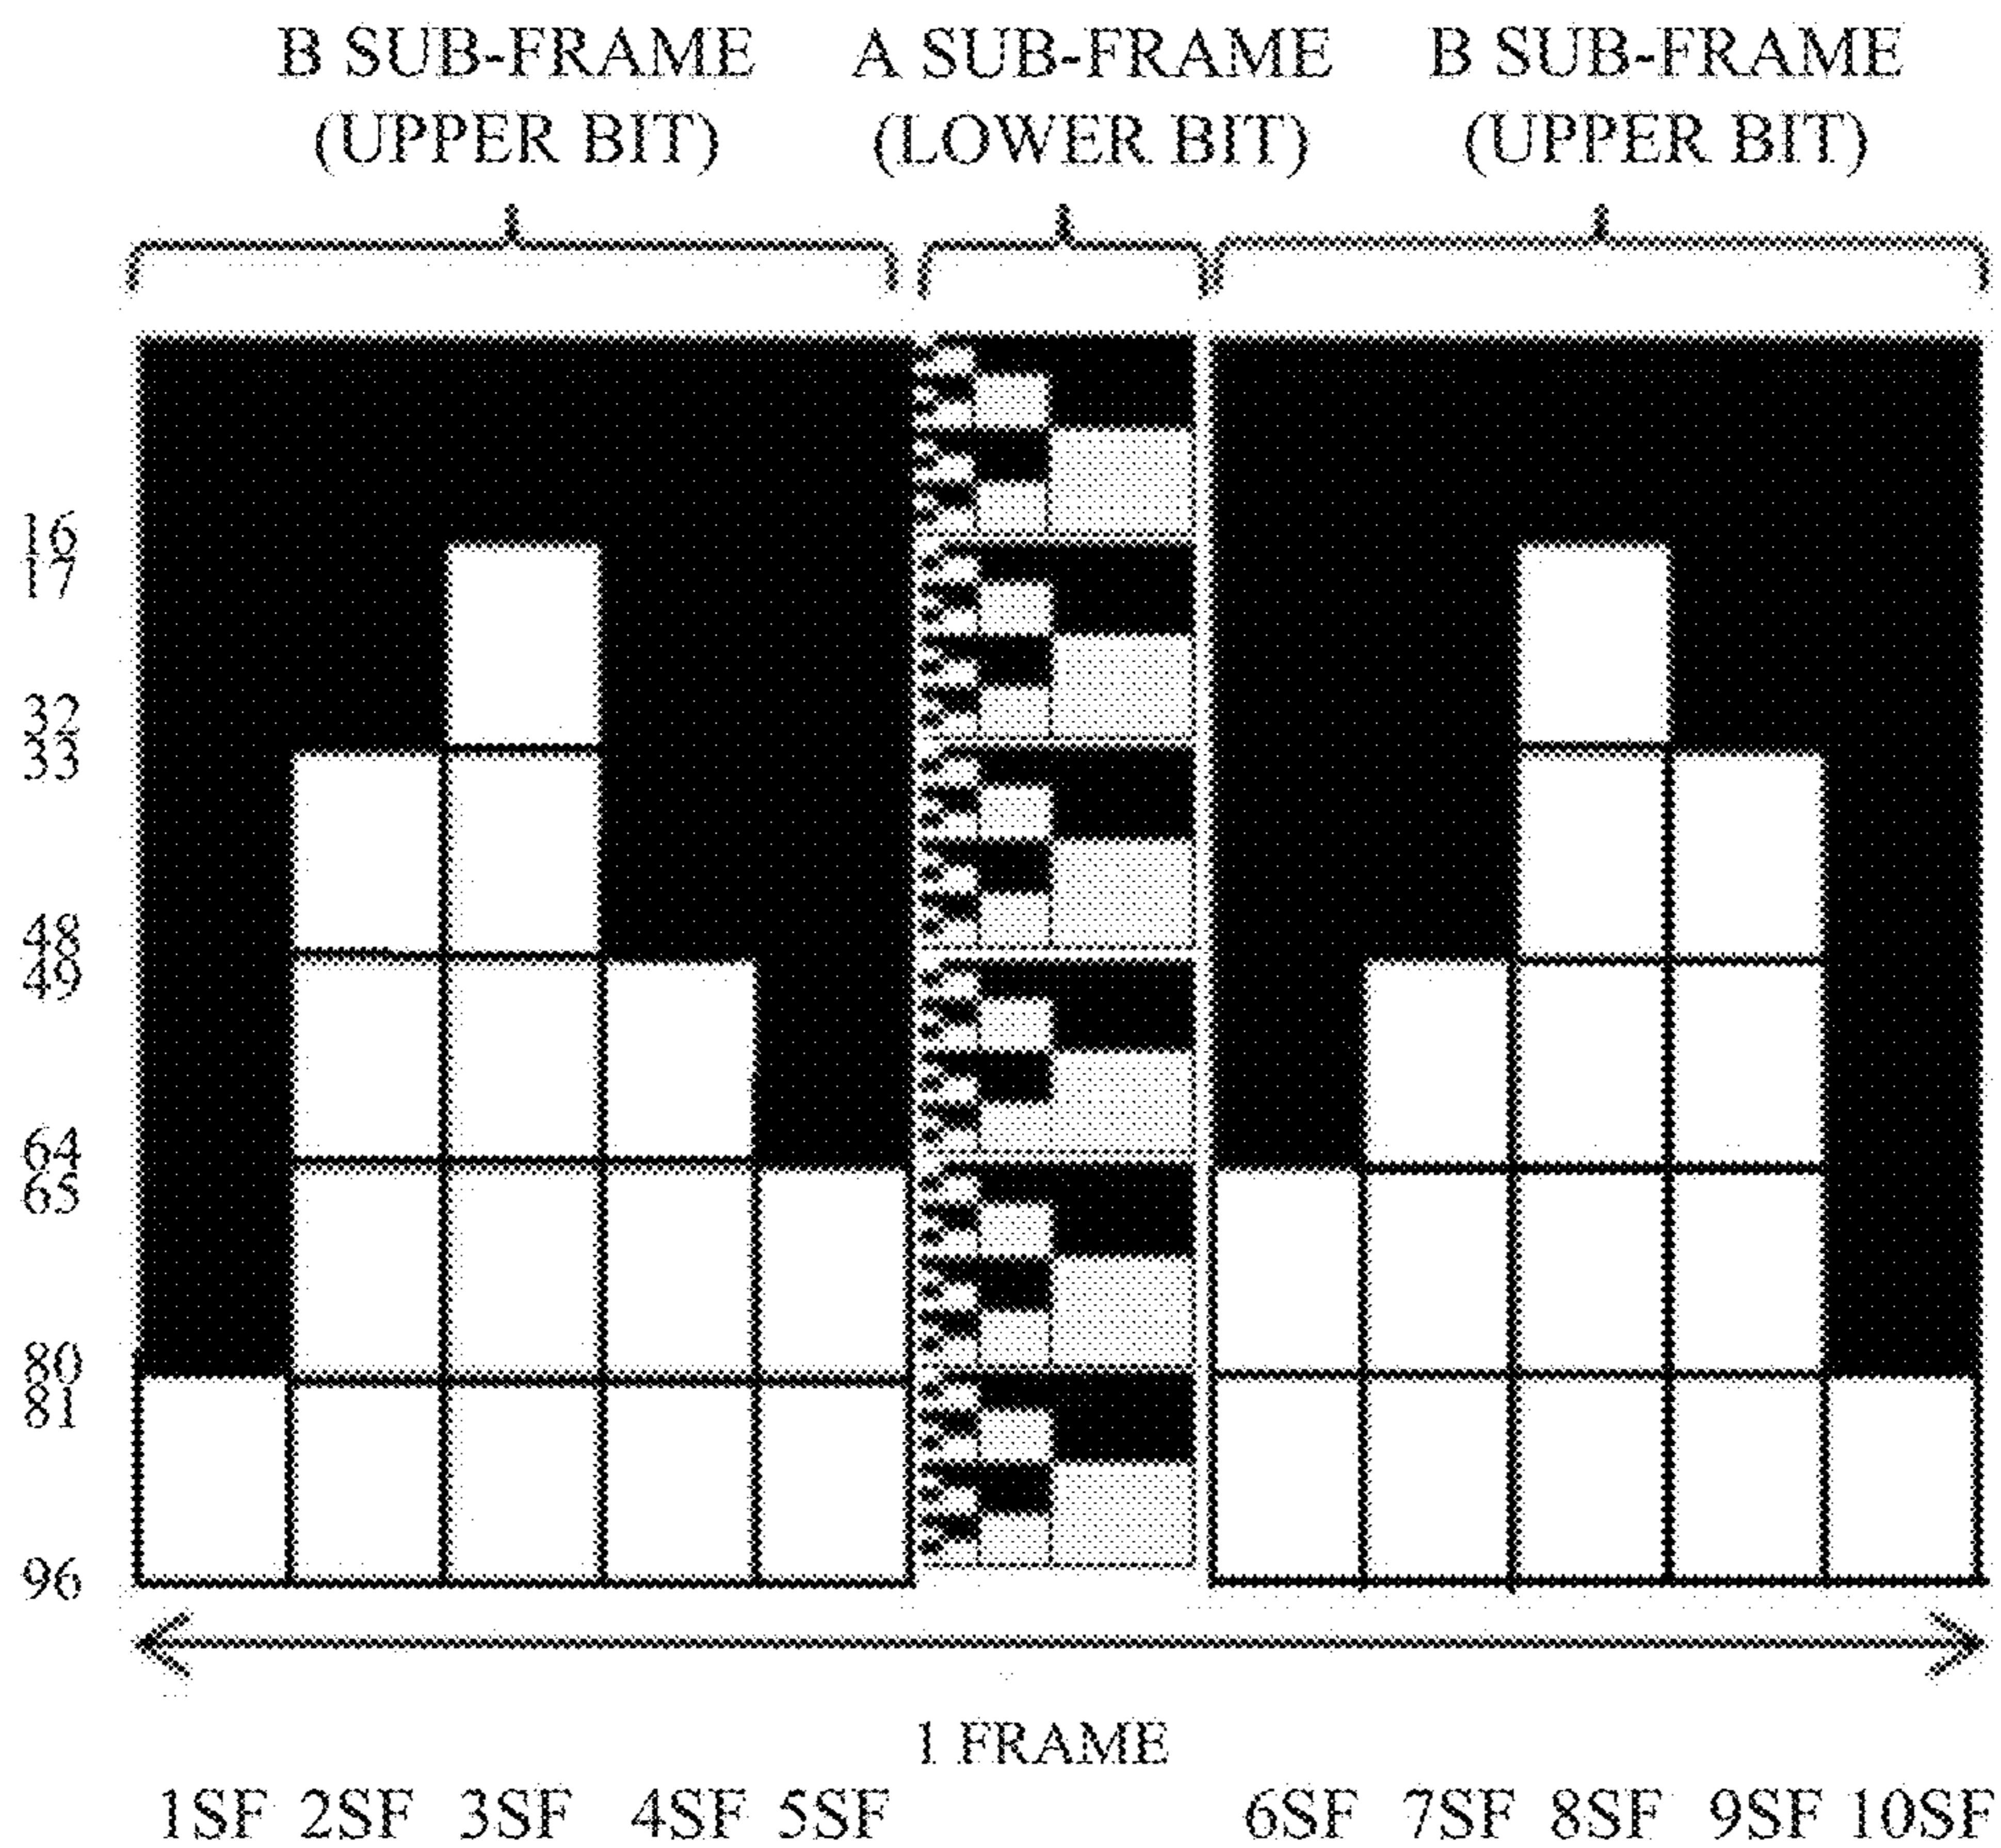 B SUB-FRAME A SUB-FRAME B SUB-FRAME
(UPPER BIT) (LOWER BIT) (UPPER BIT)
16
17
32
33
48
49
64
65
80
81
96
1 FRAME
1SF 2SF 3SF 4SF 5SF 6SF 7SF 8SF 9SF 10SF